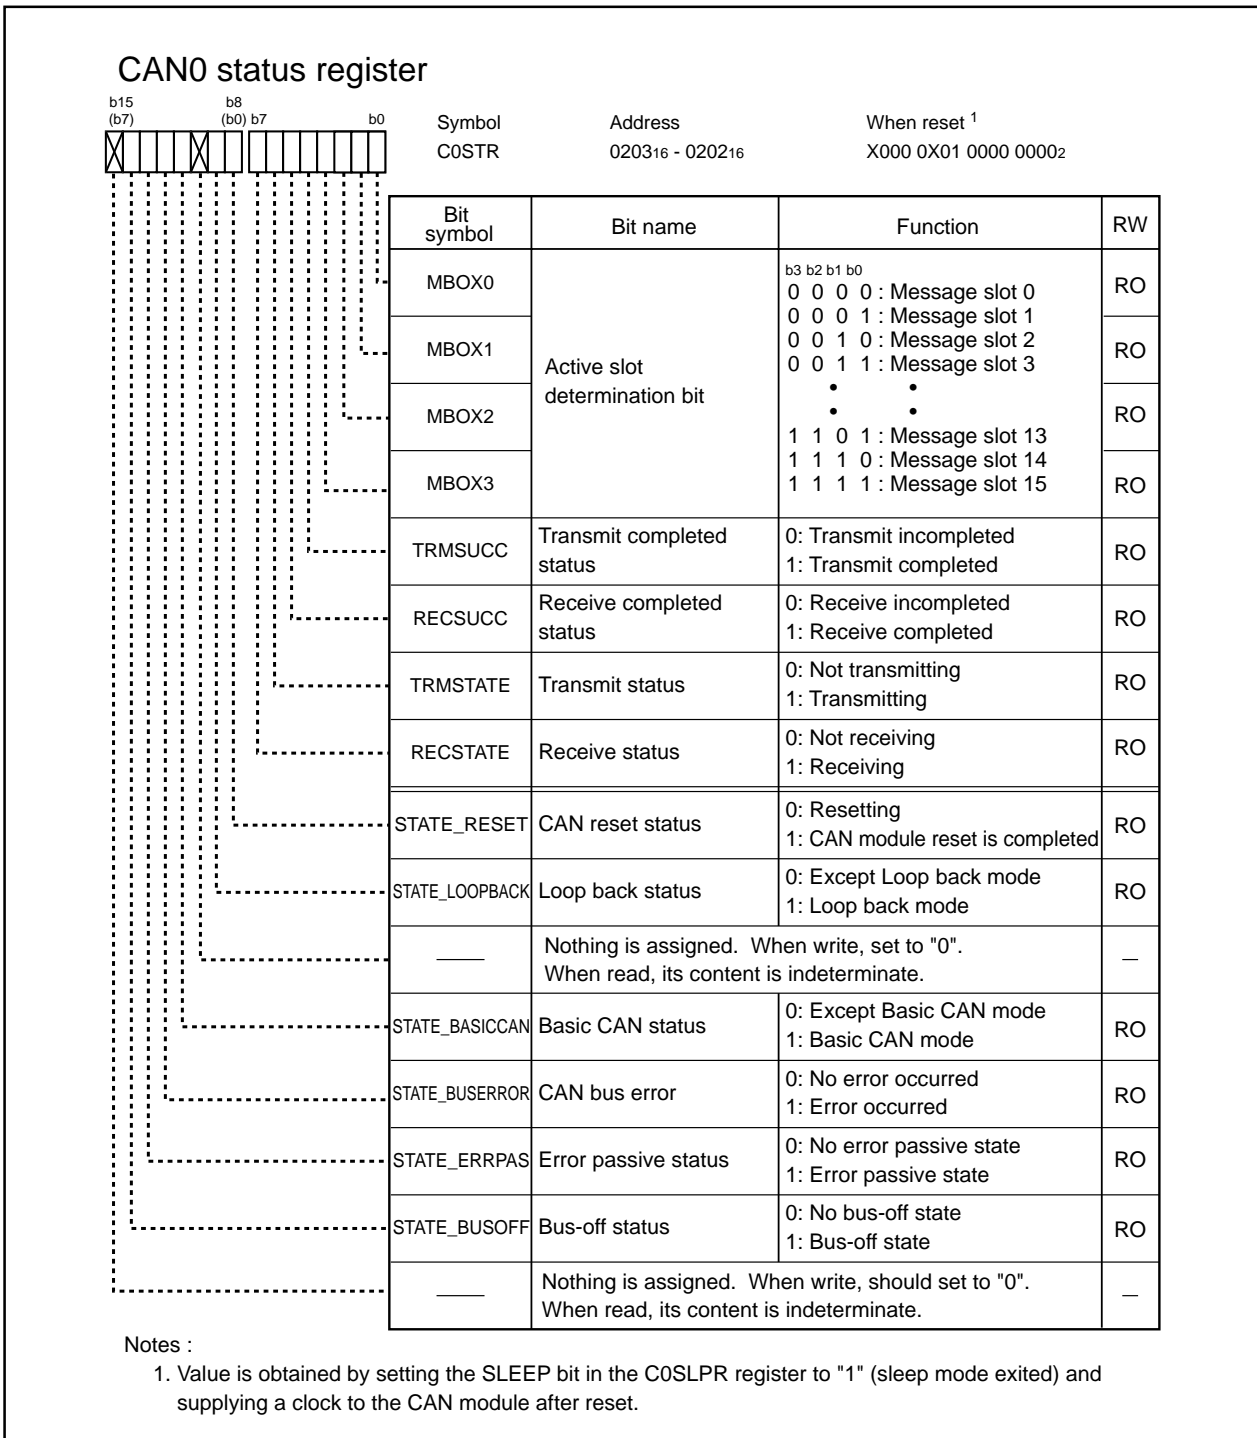 CAN0 status register
b15 b8
(b7) (b0) b7 b0
Symbol Address When reset 1
C0STR 020316 - 020216 X000 0X01 0000 00002
Bit symbol Bit name Function RW
b3 b2 b1 b0
MBOX0 0 0 0 0 : Message slot 0 RO
0 0 0 1 : Message slot 1
0 0 1 0 : Message slot 2
MBOX1 0 0 1 1 : Message slot 3 RO
Active slot
determination bit
• •
MBOX2 • • RO
1 1 0 1 : Message slot 13
1 1 1 0 : Message slot 14
MBOX3 1 1 1 1 : Message slot 15 RO
Transmit completed 0: Transmit incompleted
TRMSUCC RO
status 1: Transmit completed
Receive completed 0: Receive incompleted
RECSUCC RO
status 1: Receive completed
0: Not transmitting
TRMSTATE Transmit status RO
1: Transmitting
0: Not receiving
RECSTATE Receive status RO
1: Receiving
0: Resetting
STATE_RESET CAN reset status RO
1: CAN module reset is completed
0: Except Loop back mode
STATE_LOOPBACK Loop back status RO
1: Loop back mode
Nothing is assigned. When write, set to "0".
—— —
When read, its content is indeterminate.
0: Except Basic CAN mode
STATE_BASICCAN Basic CAN status RO
1: Basic CAN mode
0: No error occurred
STATE_BUSERROR CAN bus error RO
1: Error occurred
0: No error passive state
STATE_ERRPAS Error passive status RO
1: Error passive state
0: No bus-off state
STATE_BUSOFF Bus-off status RO
1: Bus-off state
Nothing is assigned. When write, should set to "0".
—— —
When read, its content is indeterminate.
Notes :
1. Value is obtained by setting the SLEEP bit in the C0SLPR register to "1" (sleep mode exited) and
supplying a clock to the CAN module after reset.